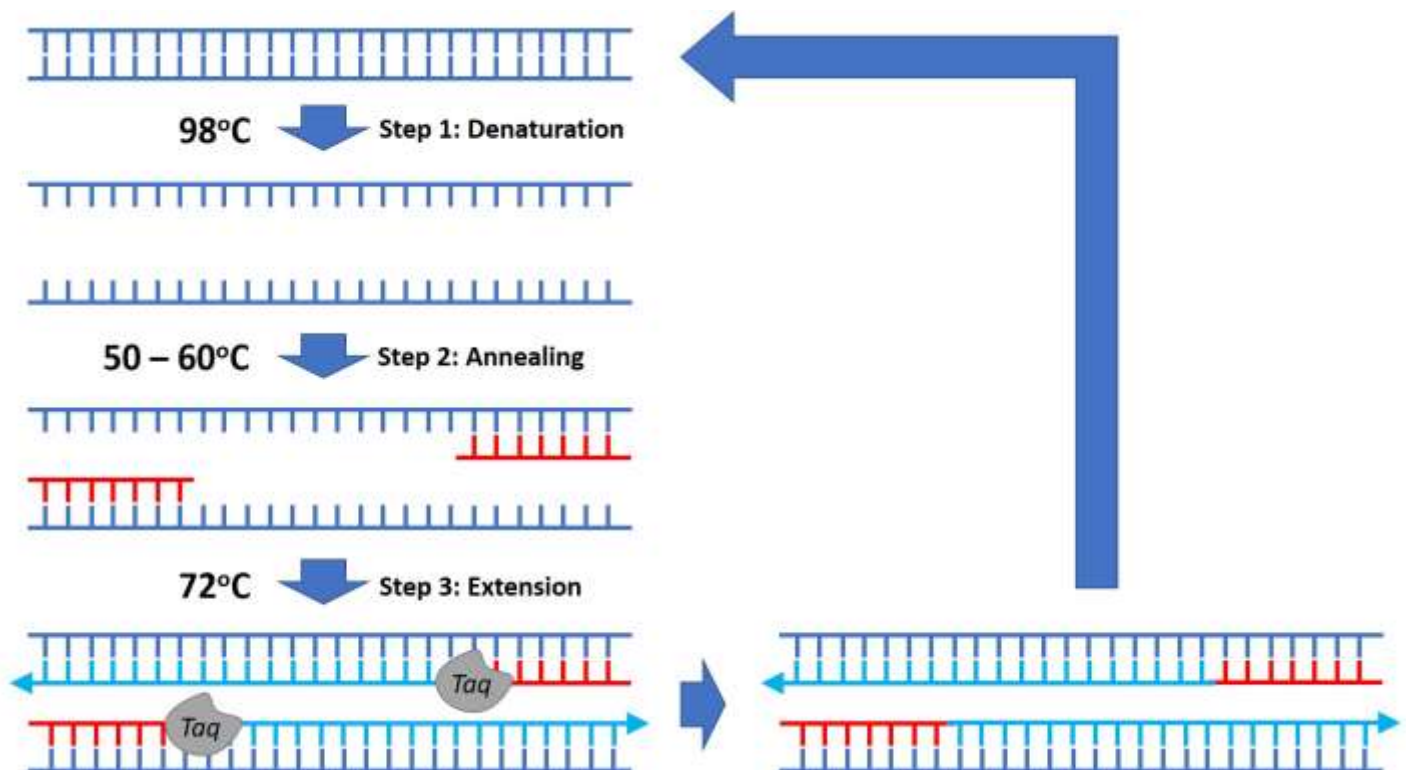 98°C Step 1: Denaturation
50 – 60°C Step 2: Annealing
72°C Step 3: Extension
Taq
Taq